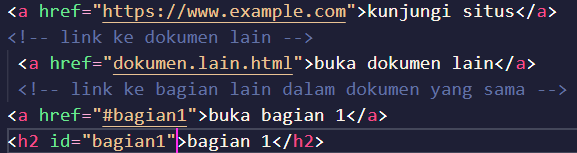 <a href="https://www.example.com">kunjungi situs</a>
<!-- link ke dokumen lain -->
<a href="dokumen.lain.html">buka dokumen lain</a>
<!-- link ke bagian lain dalam dokumen yang sama -->
<a href="#bagian1">buka bagian 1</a>
<h2 id="bagian1">bagian 1</h2>